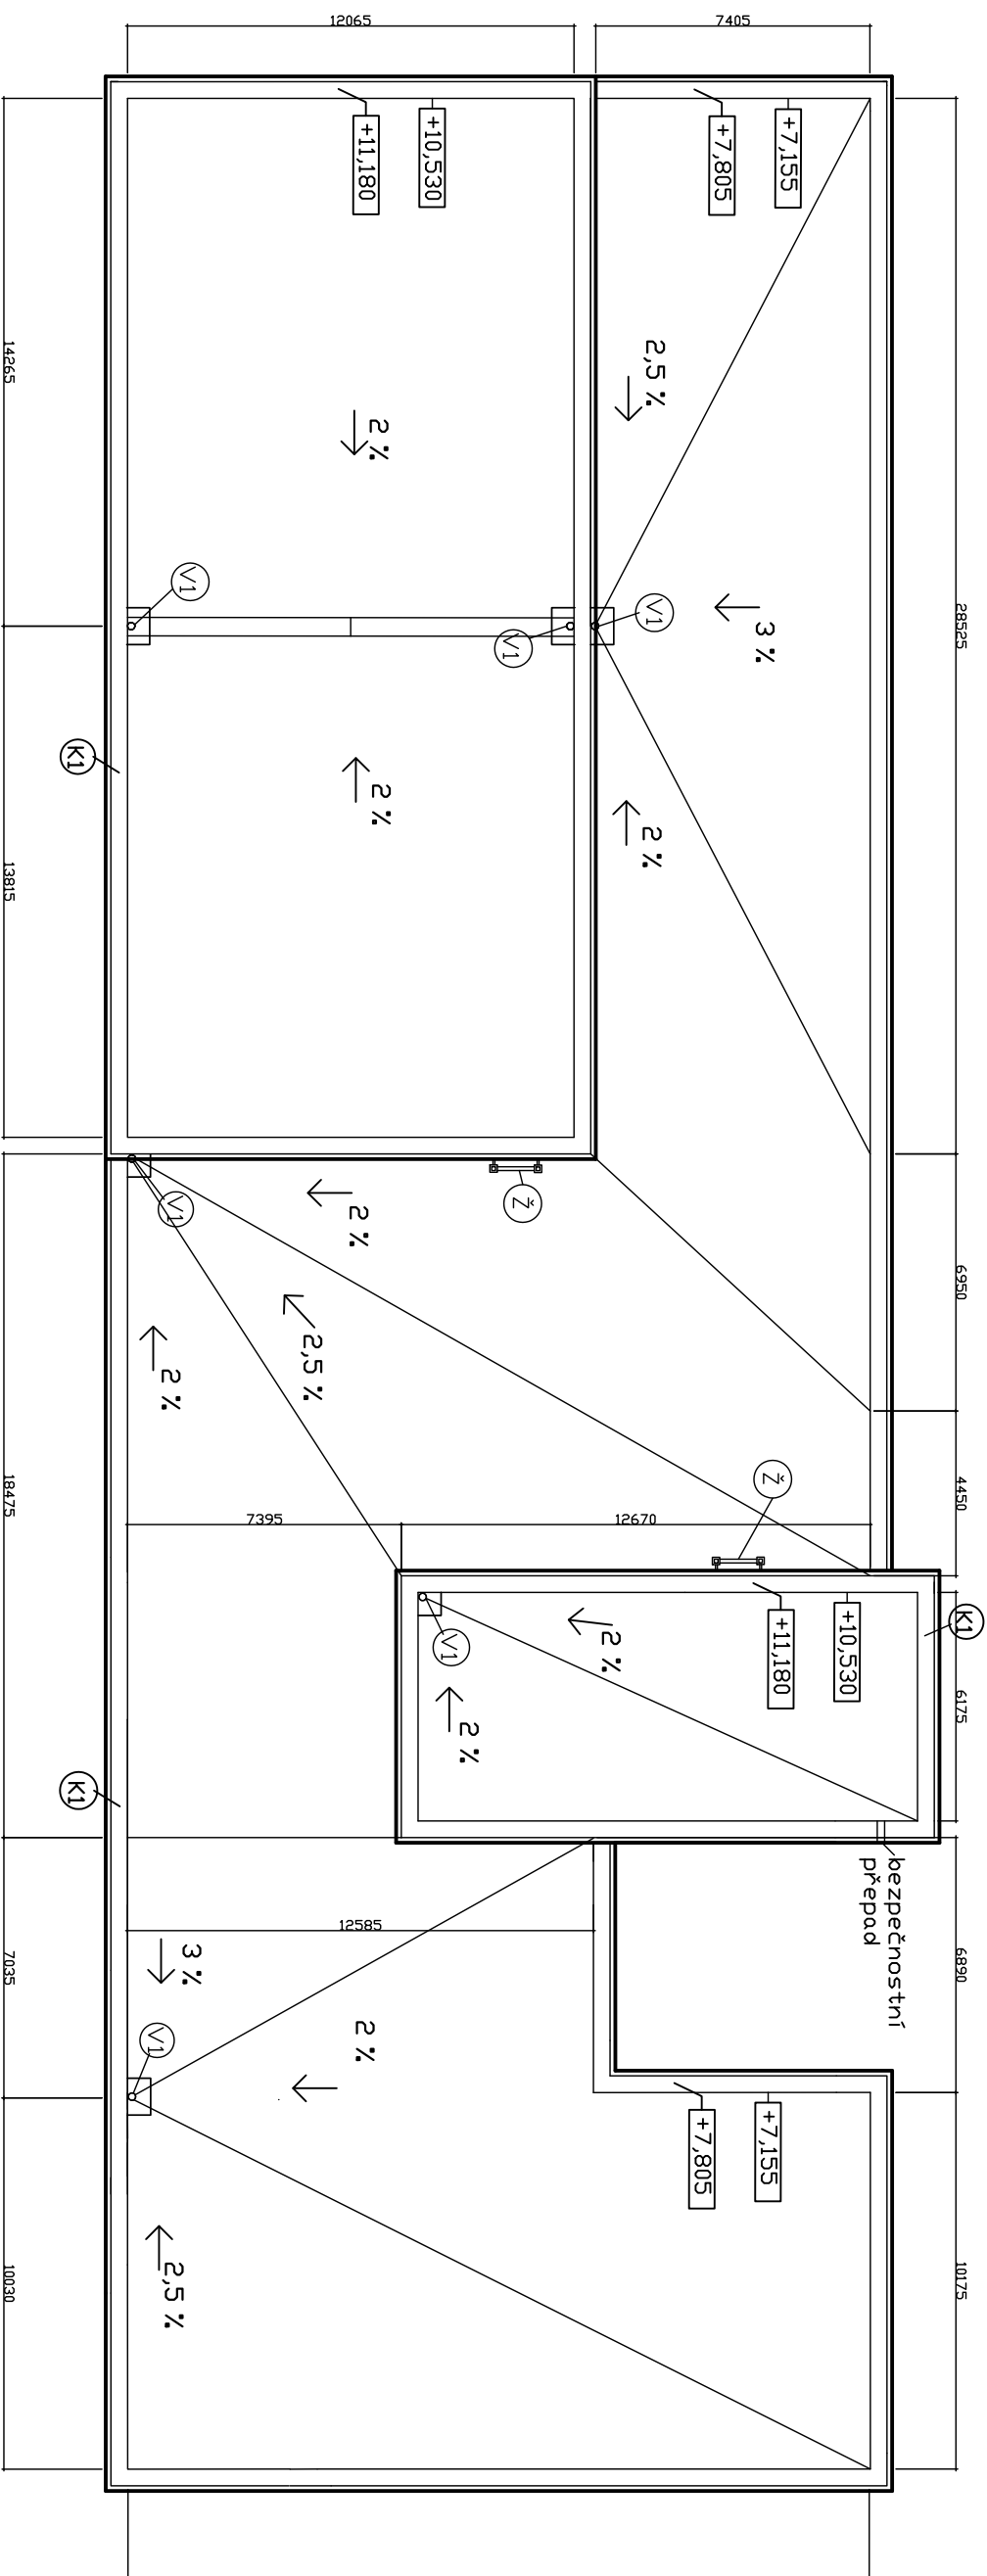 12065
7405
+11,180
+10,530
+7,805
+7,155
14265
2 %
2,5 %
3 %
28525
V1
V1
V1
K1
2 %
2 %
13815
V1
2 %
Ž
6950
2,5 %
2 %
18475
Ž
4450
7395
12670
V1
2 %
+11,180
+10,530
K1
6175
2 %
K1
bezpečnostní
přepad
12585
7035
3 %
6890
V1
2 %
+7,805
+7,155
2,5 %
10030
10175